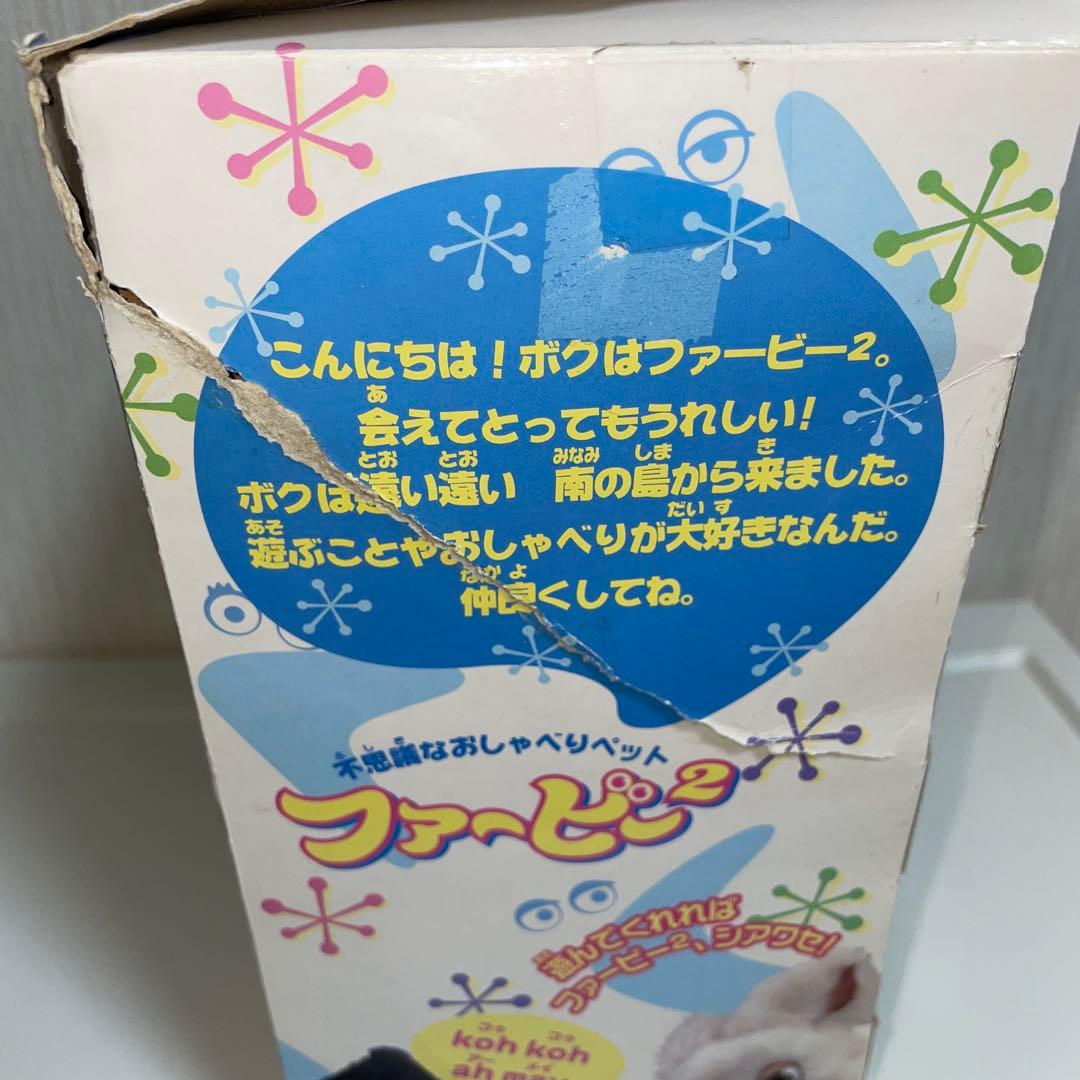 こんにちは！ボクはファービー2。
会えてとってもうれしい！
ボクは遠い遠い　南の島から来ました。
遊ぶことやおしゃべりが大好きなんだ。
仲良くしてね。
不思議なおしゃべりペット
ファービー2
遊んでくれれば
ファービー2、シアワセ！
koh koh
ah may